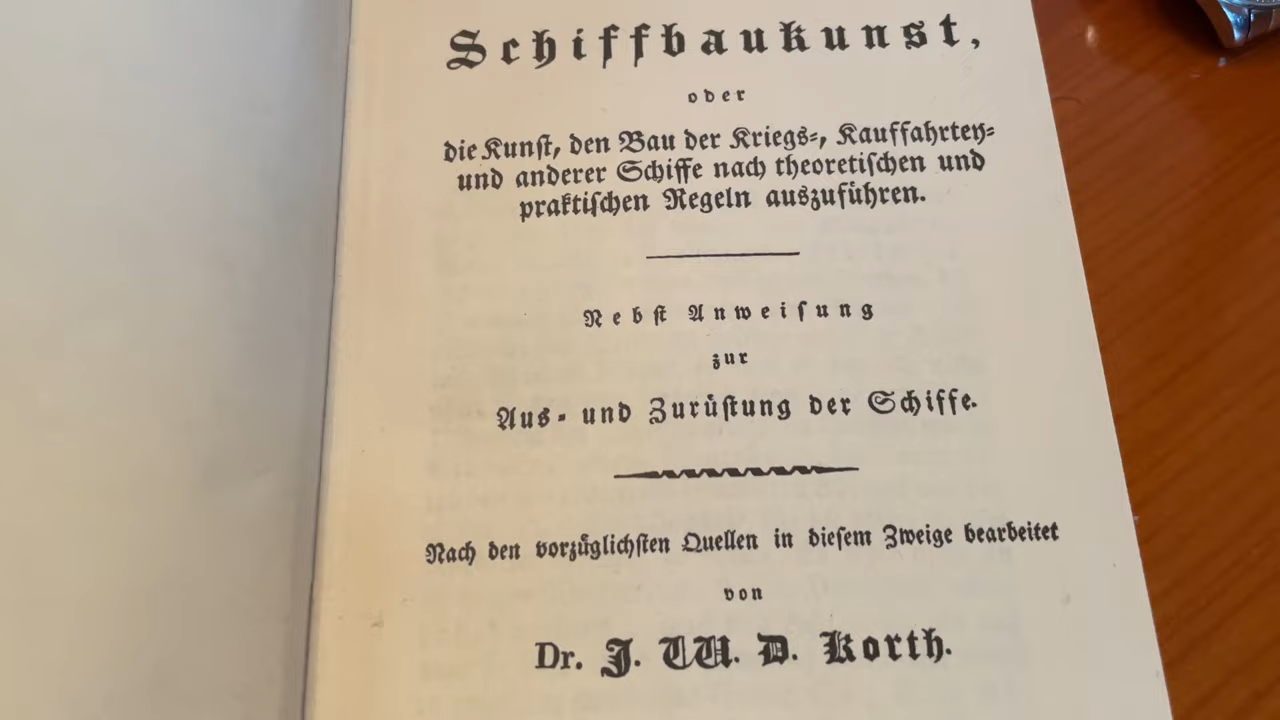 Schiffbaukunst,
oder
die Kunst, den Bau der Kriegs-, Kauffahrtey-
und anderer Schiffe nach theoretischen und
praktischen Regeln auszuführen.
Nebst Anweisung
zur
Aus- und Zurüstung der Schiffe.
Nach den vorzüglichsten Quellen in diesem Zweige bearbeitet
von
Dr. J. W. D. Korth.